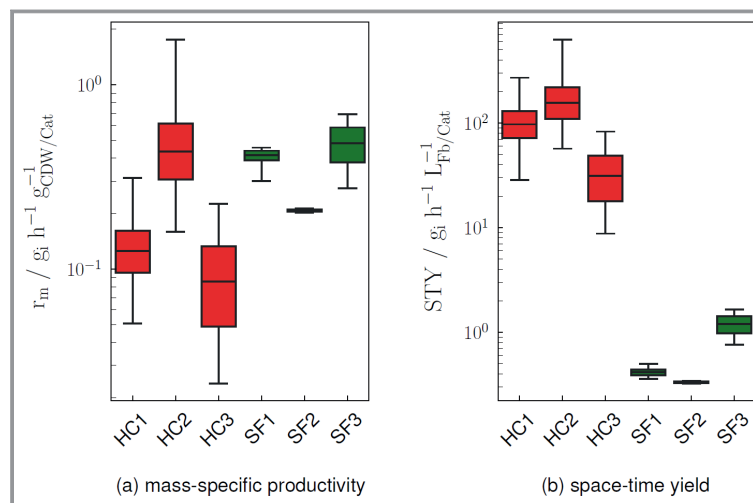 r_m / g_i h^−1 g^−1_CDW/Cat
10^0
10^−1
HC1 HC2 HC3 SF1 SF2 SF3
(a) mass-specific productivity
STY / g_i h^−1 L^−1_Fb/Cat
10^2
10^1
10^0
HC1 HC2 HC3 SF1 SF2 SF3
(b) space-time yield